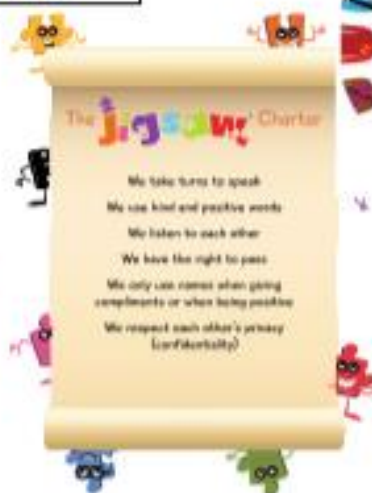 The Jigsaw Charter
We take turns to speak
We use kind and positive words
We listen to each other
We have the right to pass
We only use names when giving
compliments or when being positive
We respect each other's privacy
(confidentiality)